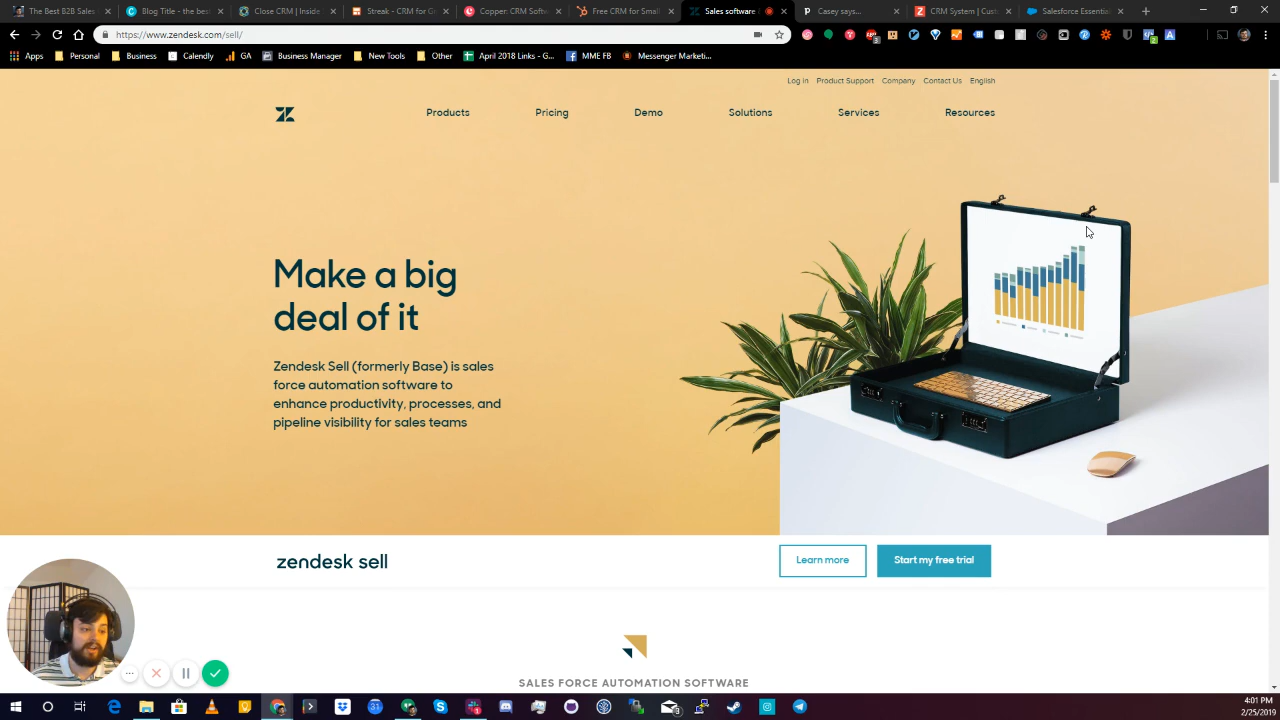 The Best B2B Sales
Blog Title - the bes
Close CRM | Inside
Streak - CRM for G
Copper: CRM Softw
Free CRM for Small
Sales software
Casey says...
CRM System | Cust
Salesforce Essentia
https://www.zendesk.com/sell/
Apps
Personal
Business
Calendly
GA
Business Manager
New Tools
Other
April 2018 Links - G...
MME FB
Messenger Marketi...
Log in
Product Support
Company
Contact Us
English
Products
Pricing
Demo
Solutions
Services
Resources
Make a big
deal of it
Zendesk Sell (formerly Base) is sales
force automation software to
enhance productivity, processes, and
pipeline visibility for sales teams
zendesk sell
Learn more
Start my free trial
SALES FORCE AUTOMATION SOFTWARE
4:01 PM
2/25/2019